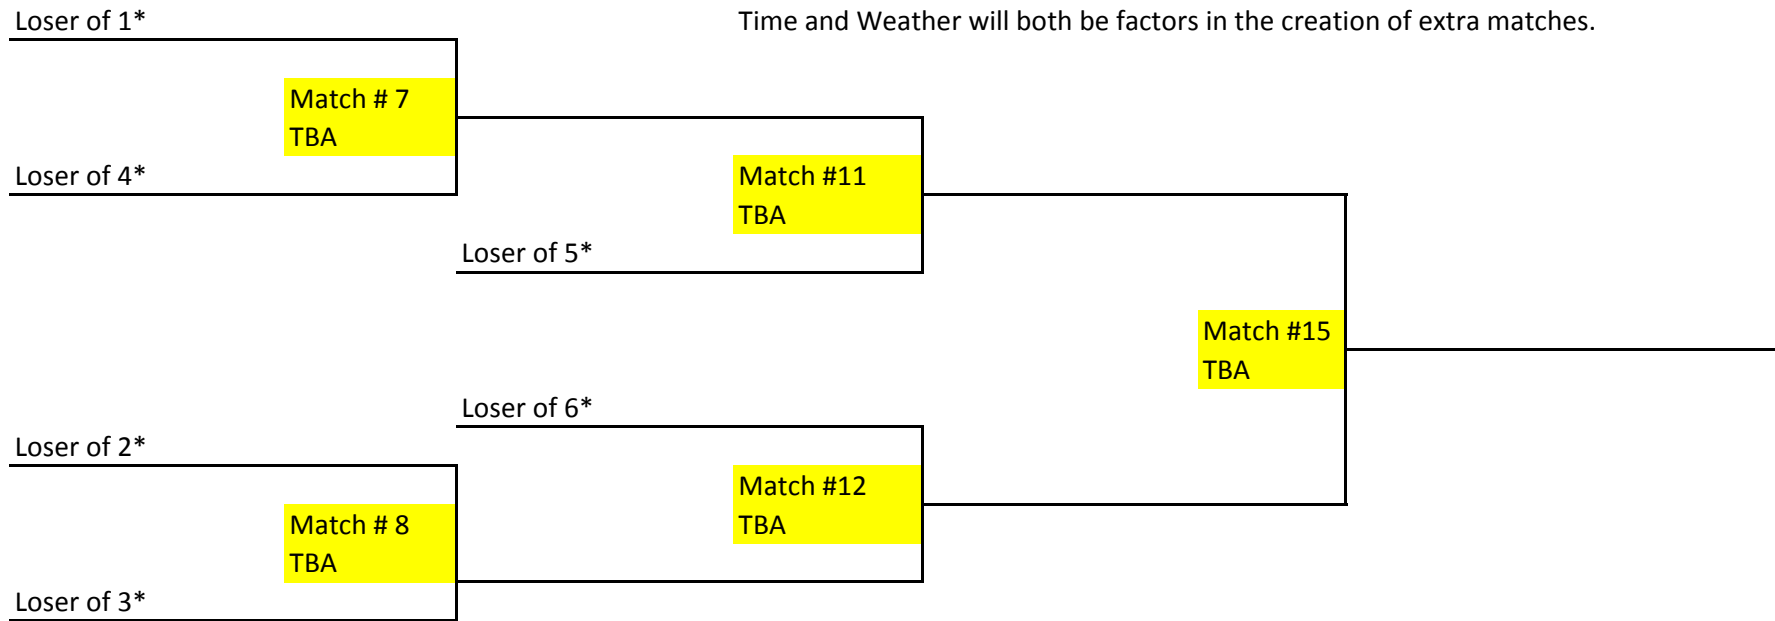 Loser of 1*
Time and Weather will both be factors in the creation of extra matches.
Match # 7
TBA
Loser of 4*
Match #11
TBA
Loser of 5*
Match #15
TBA
Loser of 6*
Loser of 2*
Match #12
TBA
Match # 8
TBA
Loser of 3*